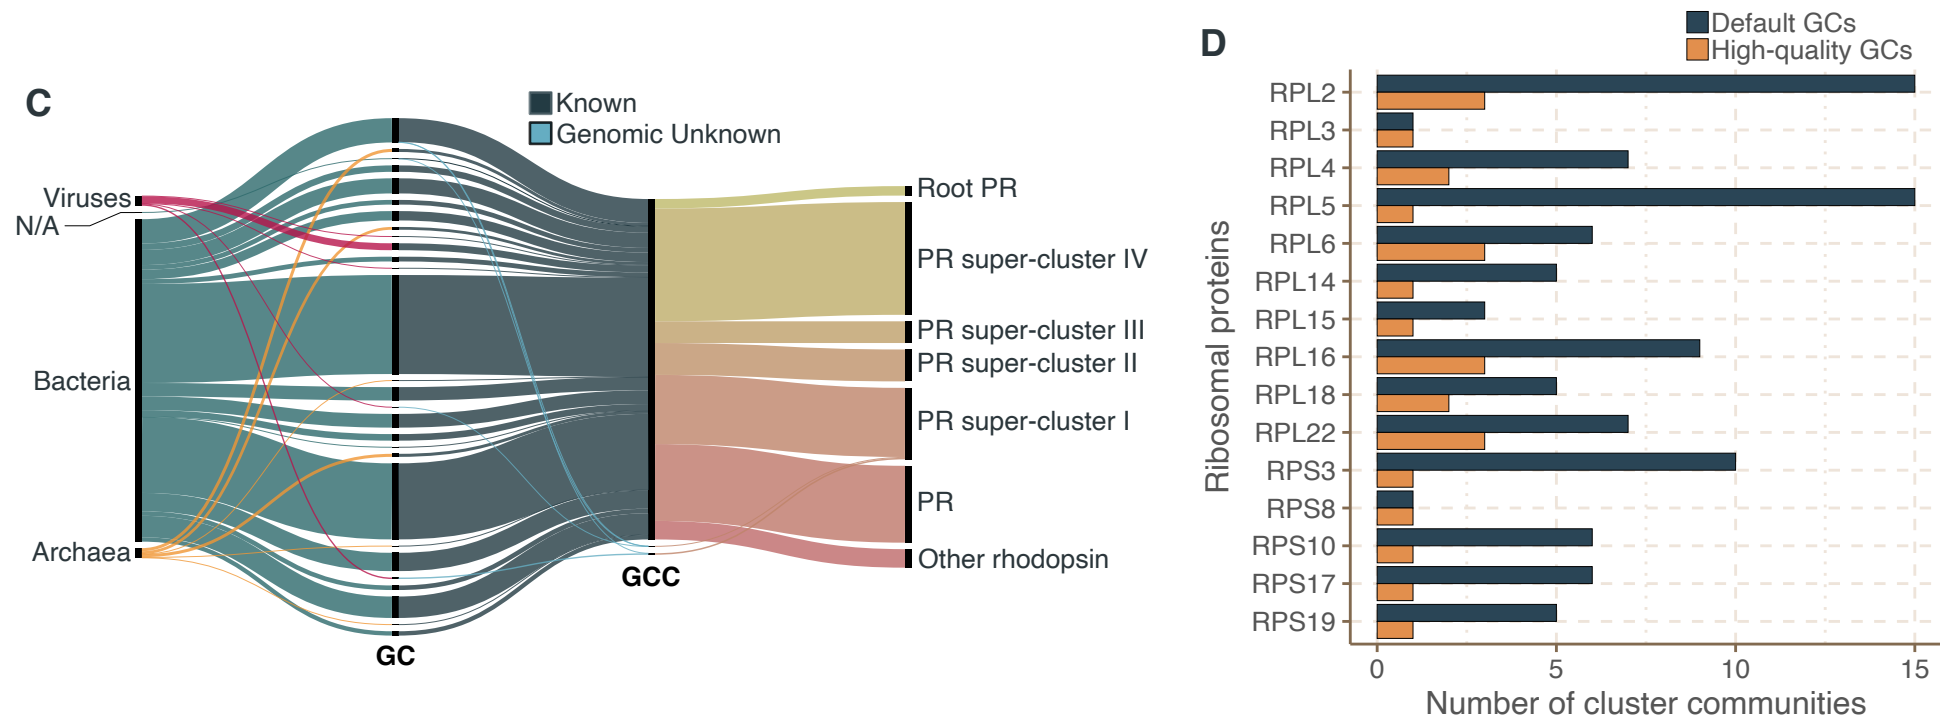 C
Known
Genomic Unknown
Viruses
N/A
Bacteria
Archaea
GC
GCC
Root PR
PR super-cluster IV
PR super-cluster III
PR super-cluster II
PR super-cluster I
PR
Other rhodopsin
D
Default GCs
High-quality GCs
Ribosomal proteins
RPL2
RPL3
RPL4
RPL5
RPL6
RPL14
RPL15
RPL16
RPL18
RPL22
RPS3
RPS8
RPS10
RPS17
RPS19
0 5 10 15
Number of cluster communities